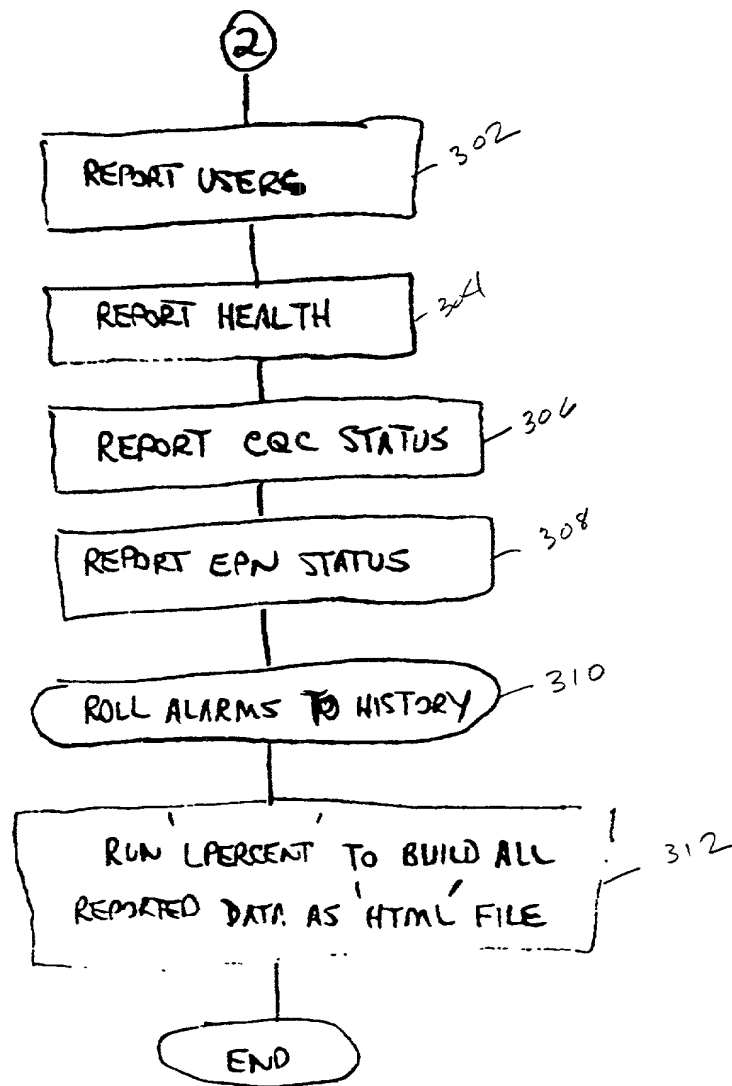 2
REPORT USERS
302
REPORT HEALTH
304
REPORT CQC STATUS
306
REPORT EPN STATUS
308
ROLL ALARMS TO HISTORY
310
RUN 'LPERCENT' TO BUILD ALL
REPORTED DATA AS 'HTML' FILE
312
END